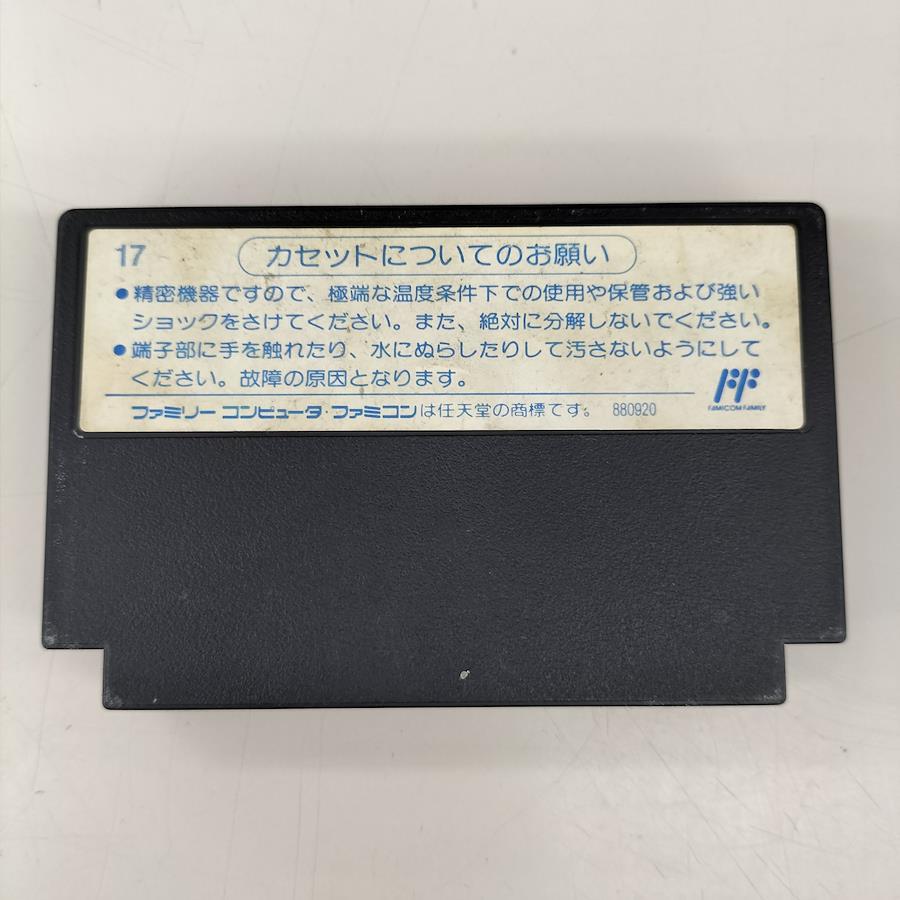 17
カセットについてのお願い
●精密機器ですので、極端な温度条件下での使用や保管および強い
ショックをさけてください。また、絶対に分解しないでください。
●端子部に手を触れたり、水にぬらしたりして汚さないようにして
ください。故障の原因となります。
ファミリーコンピュータ・ファミコンは任天堂の商標です。 880920
FAMICOM FAMILY